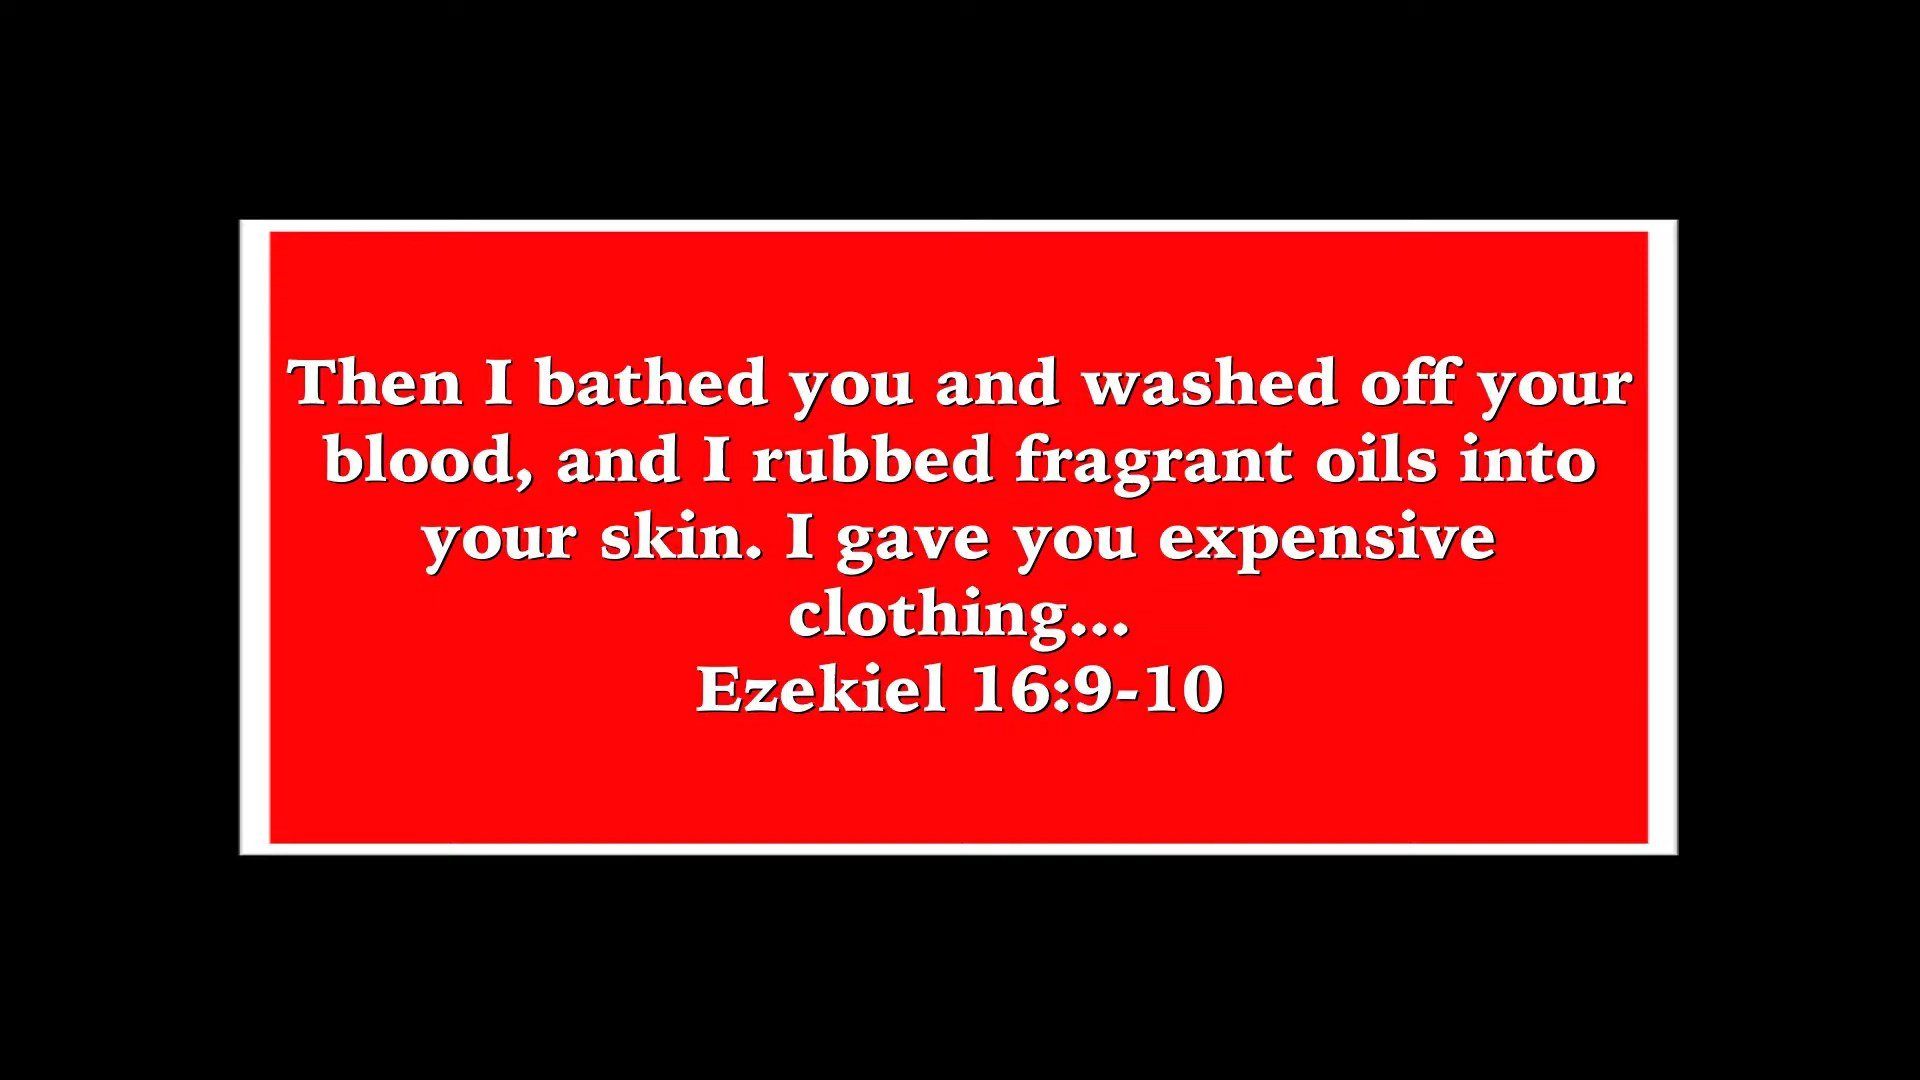 Then I bathed you and washed off your
blood, and I rubbed fragrant oils into
your skin. I gave you expensive
clothing...
Ezekiel 16:9-10